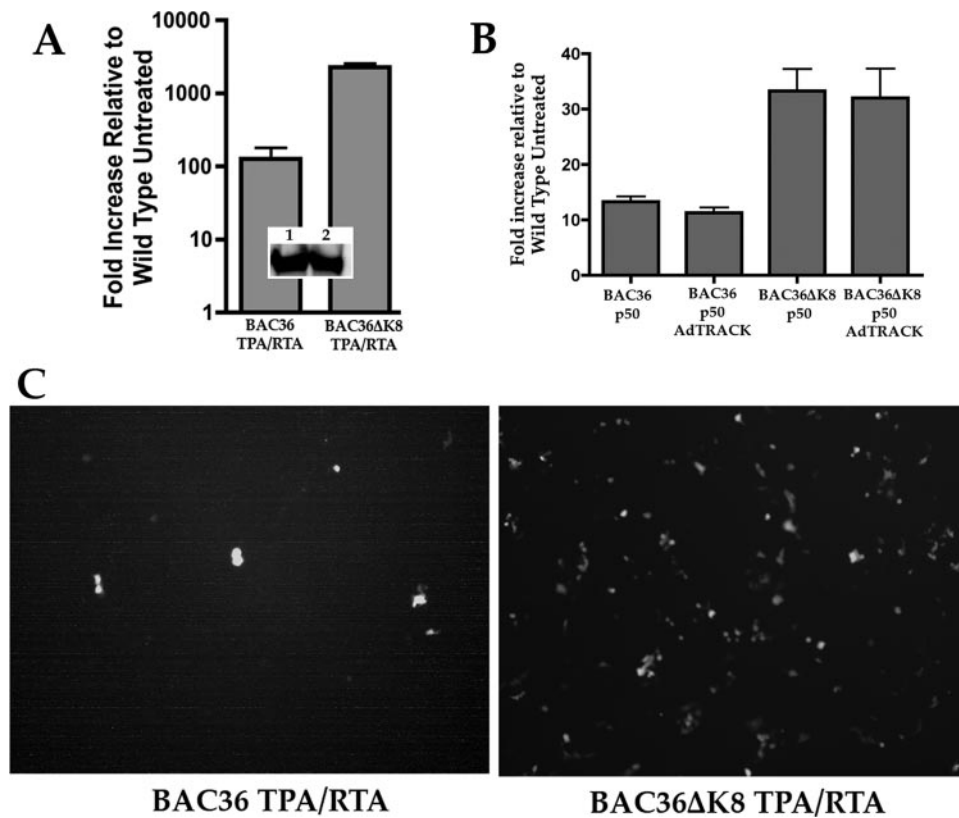 A
Fold Increase Relative to
Wild Type Untreated
10000
1000
100
10
1
1 2
BAC36
TPA/RTA
BAC36ΔK8
TPA/RTA
B
Fold increase relative to
Wild Type Untreated
40
30
20
10
0
BAC36
p50
BAC36
p50
AdTRACK
BAC36ΔK8
p50
BAC36ΔK8
p50
AdTRACK
C
BAC36 TPA/RTA
BAC36ΔK8 TPA/RTA